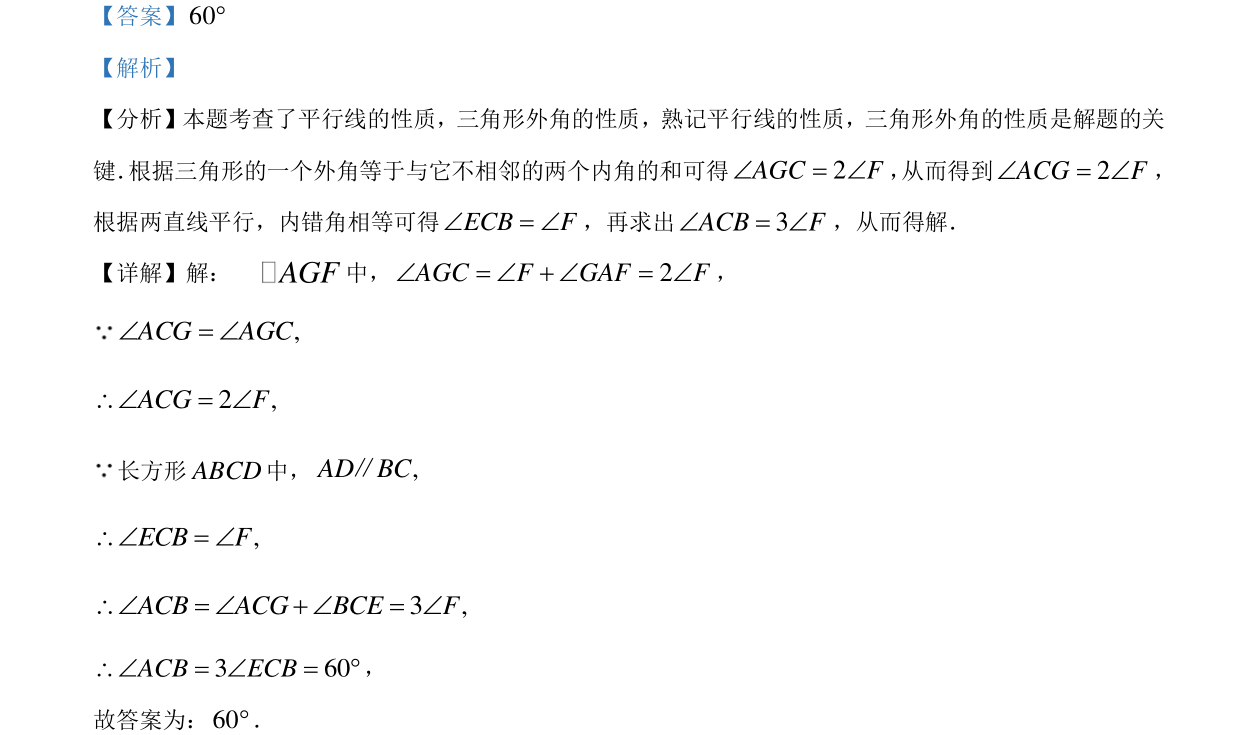 【答案】60°
【解析】
【分析】本题考查了平行线的性质，三角形外角的性质，熟记平行线的性质，三角形外角的性质是解题的关
键．根据三角形的一个外角等于与它不相邻的两个内角的和可得∠AGC = 2∠F，从而得到∠ACG = 2∠F，
根据两直线平行，内错角相等可得∠ECB = ∠F，再求出∠ACB = 3∠F，从而得解．
【详解】解： □AGF 中，∠AGC = ∠F + ∠GAF = 2∠F，
∵∠ACG = ∠AGC,
∴∠ACG = 2∠F,
∵长方形 ABCD 中，AD∥BC,
∴∠ECB = ∠F,
∴∠ACB = ∠ACG + ∠BCE = 3∠F,
∴∠ACB = 3∠ECB = 60°，
故答案为：60°．